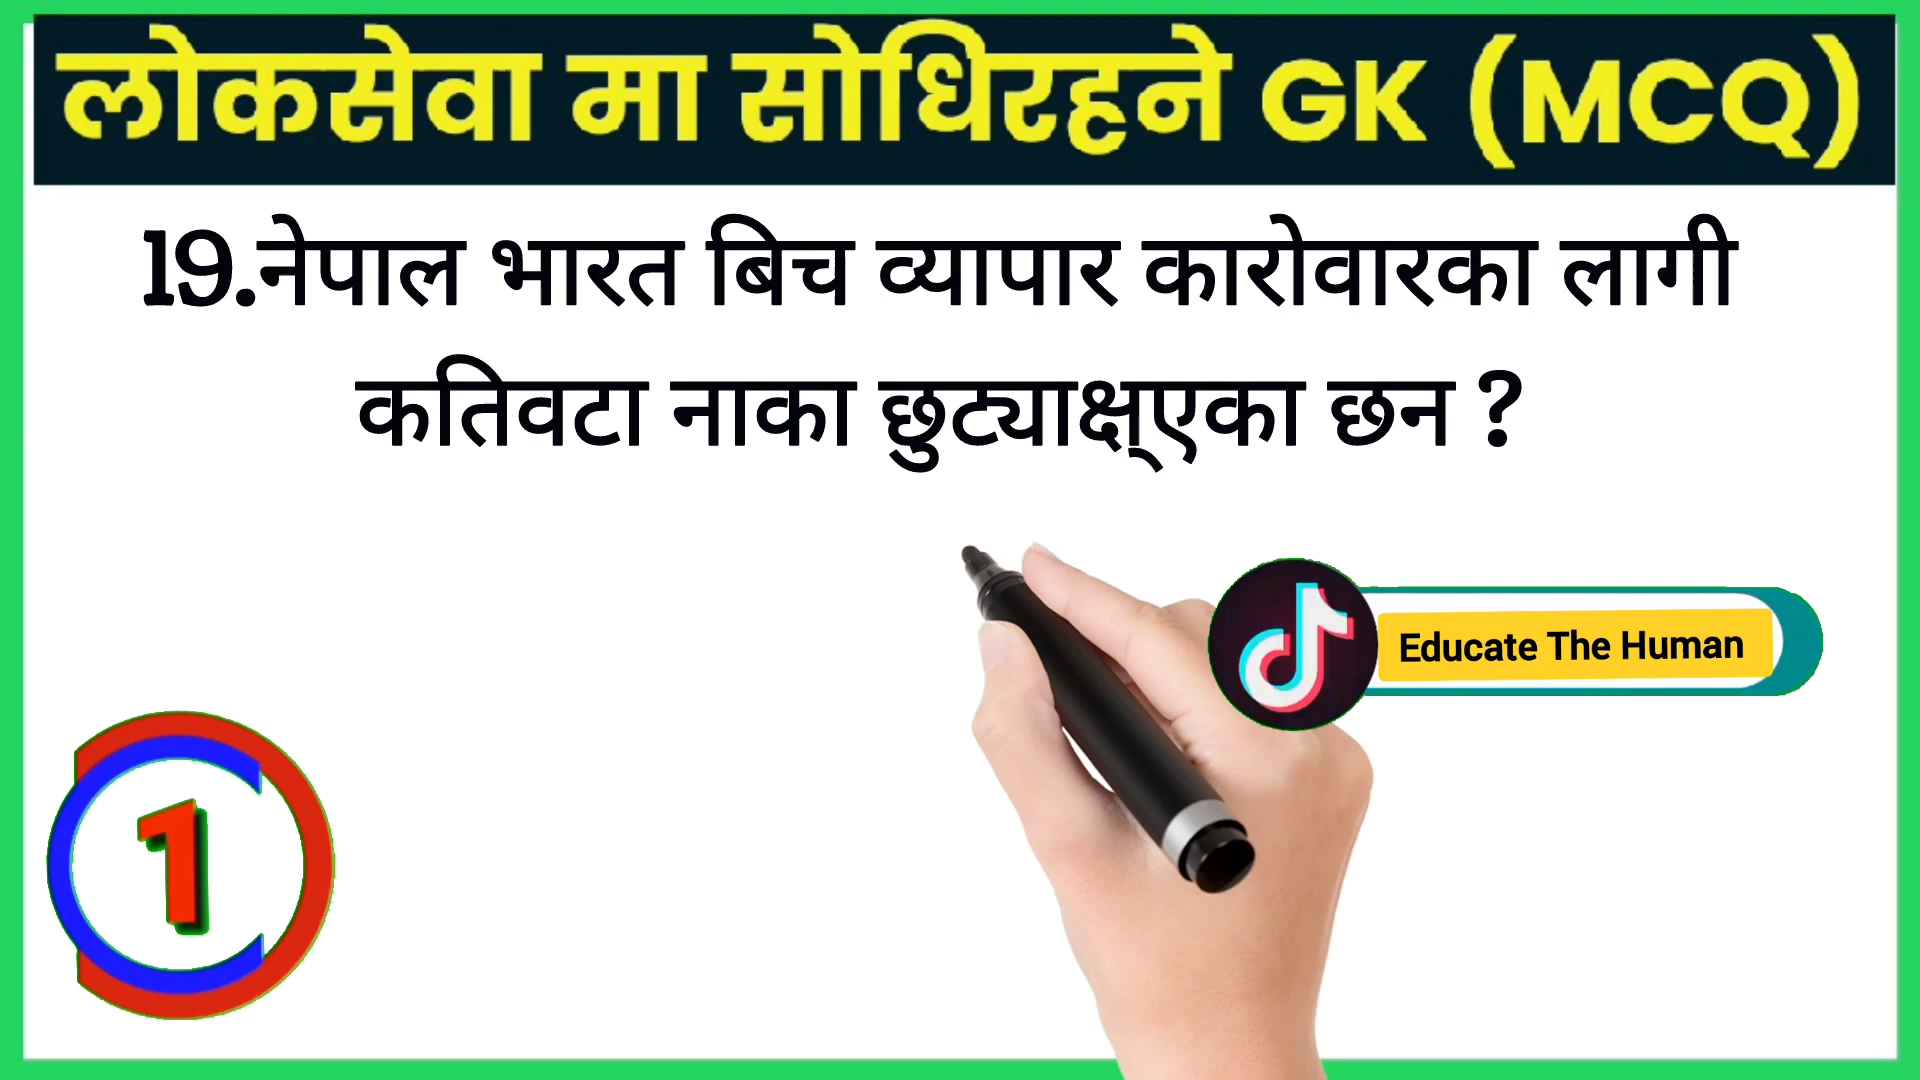 लोकसेवा मा सोधिरहने GK (MCQ)
19.नेपाल भारत बिच व्यापार कारोवारका लागी
कतिवटा नाका छुट्याक्ष्एका छन ?
Educate The Human
1